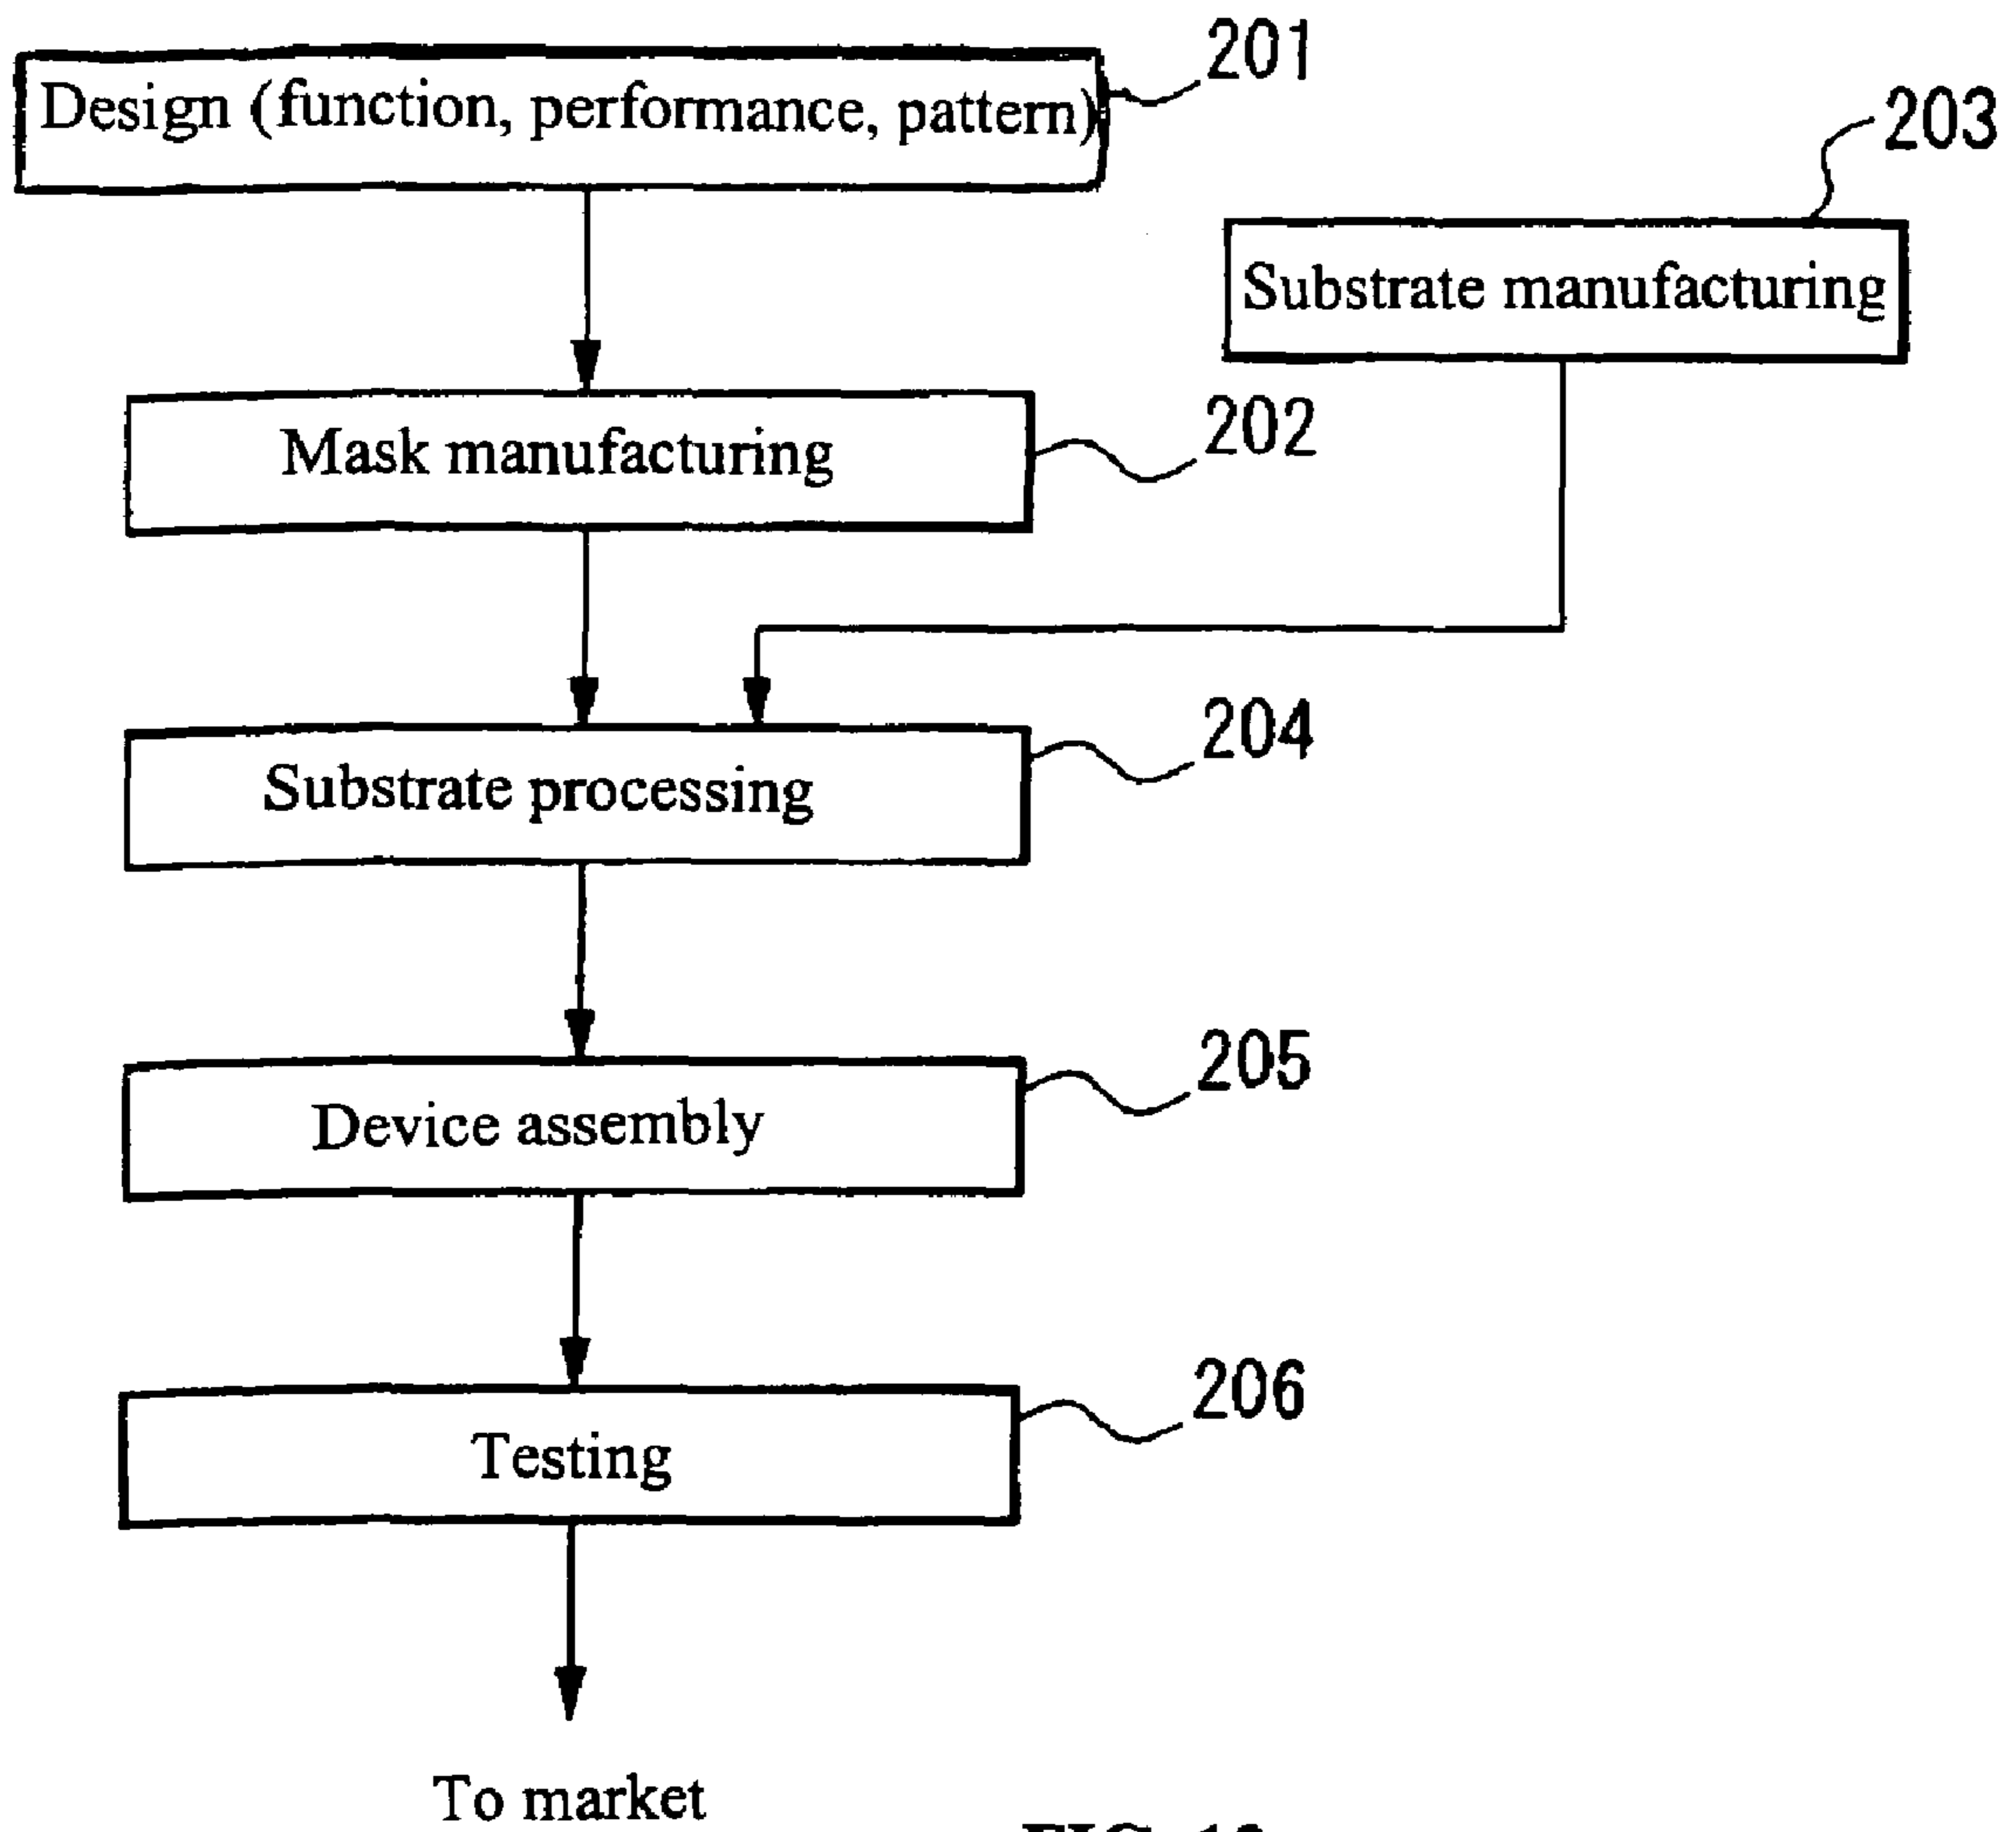 201
Design (function, performance, pattern)
203
Substrate manufacturing
202
Mask manufacturing
204
Substrate processing
205
Device assembly
206
Testing
To market